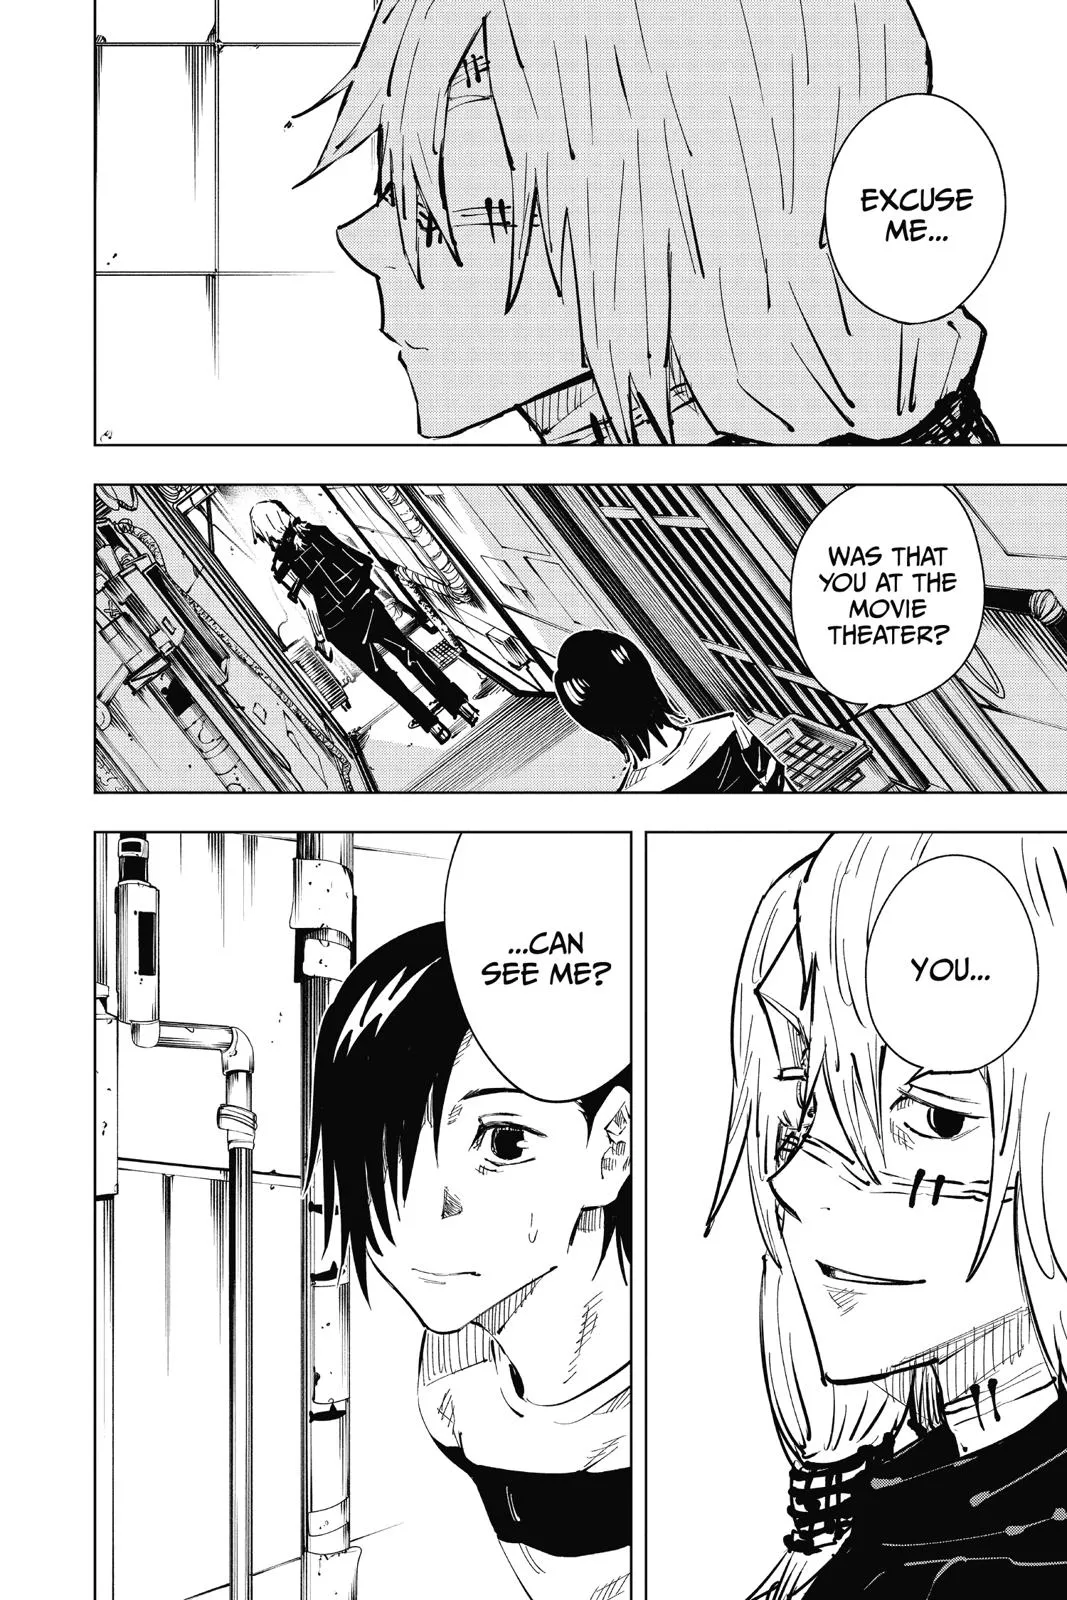 EXCUSE
ME...
WAS THAT
YOU AT THE
MOVIE
THEATER?
YOU...
...CAN
SEE ME?